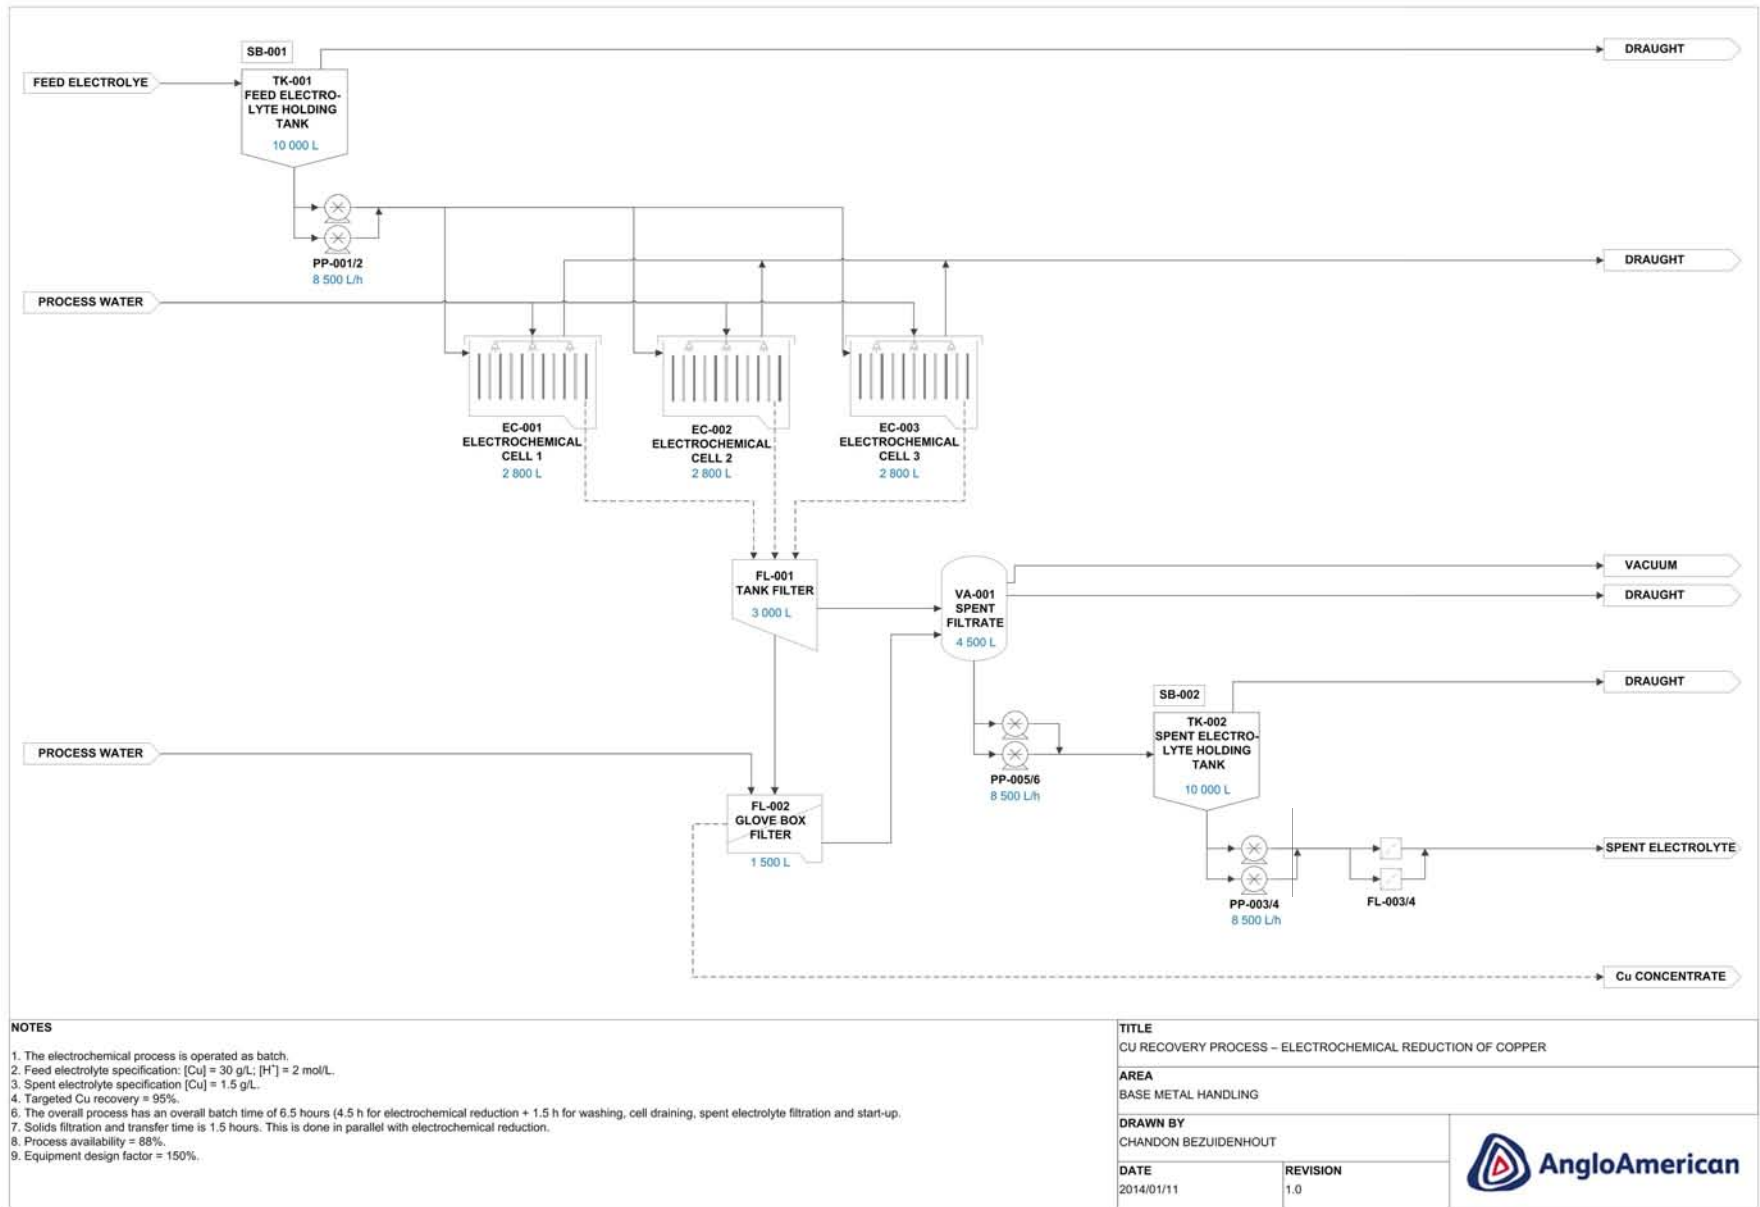 SB-001
DRAUGHT
FEED ELECTROLYE
TK-001
FEED ELECTRO-
LYTE HOLDING
TANK
10 000 L
PP-001/2
8 500 L/h
DRAUGHT
PROCESS WATER
EC-001
ELECTROCHEMICAL
CELL 1
2 800 L
EC-002
ELECTROCHEMICAL
CELL 2
2 800 L
EC-003
ELECTROCHEMICAL
CELL 3
2 800 L
FL-001
TANK FILTER
3 000 L
VA-001
SPENT
FILTRATE
4 500 L
VACUUM
DRAUGHT
DRAUGHT
SB-002
TK-002
SPENT ELECTRO-
LYTE HOLDING
TANK
10 000 L
PROCESS WATER
PP-005/6
8 500 L/h
FL-002
GLOVE BOX
FILTER
1 500 L
SPENT ELECTROLYTE
PP-003/4
8 500 L/h
FL-003/4
Cu CONCENTRATE
NOTES
1. The electrochemical process is operated as batch.
2. Feed electrolyte specification: [Cu] = 30 g/L; [H⁺] = 2 mol/L.
3. Spent electrolyte specification [Cu] = 1.5 g/L.
4. Targeted Cu recovery = 95%.
6. The overall process has an overall batch time of 6.5 hours (4.5 h for electrochemical reduction + 1.5 h for washing, cell draining, spent electrolyte filtration and start-up.
7. Solids filtration and transfer time is 1.5 hours. This is done in parallel with electrochemical reduction.
8. Process availability = 88%.
9. Equipment design factor = 150%.
TITLE
CU RECOVERY PROCESS – ELECTROCHEMICAL REDUCTION OF COPPER
AREA
BASE METAL HANDLING
DRAWN BY
CHANDON BEZUIDENHOUT
DATE
2014/01/11
REVISION
1.0
AngloAmerican